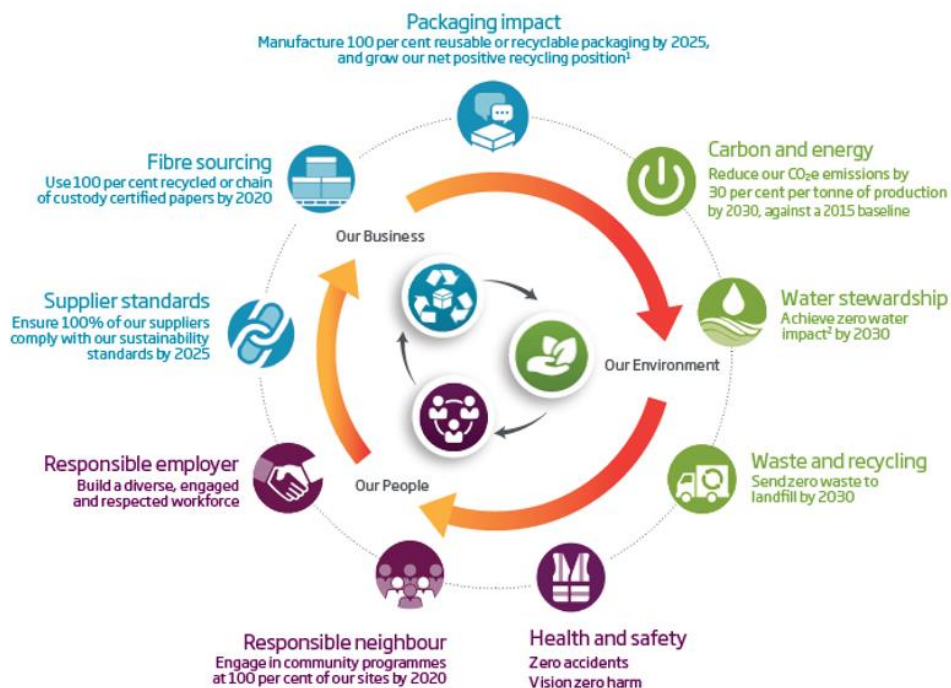 Packaging impact
Manufacture 100 per cent reusable or recyclable packaging by 2025,
and grow our net positive recycling position¹
Carbon and energy
Reduce our CO₂e emissions by
30 per cent per tonne of production
by 2030, against a 2015 baseline
Fibre sourcing
Use 100 per cent recycled or chain
of custody certified papers by 2020
Our Business
Supplier standards
Ensure 100% of our suppliers
comply with our sustainability
standards by 2025
Water stewardship
Achieve zero water
impact² by 2030
Our Environment
Responsible employer
Build a diverse, engaged
and respected workforce
Our People
Waste and recycling
Send zero waste to
landfill by 2030
Responsible neighbour
Engage in community programmes
at 100 per cent of our sites by 2020
Health and safety
Zero accidents
Vision zero harm